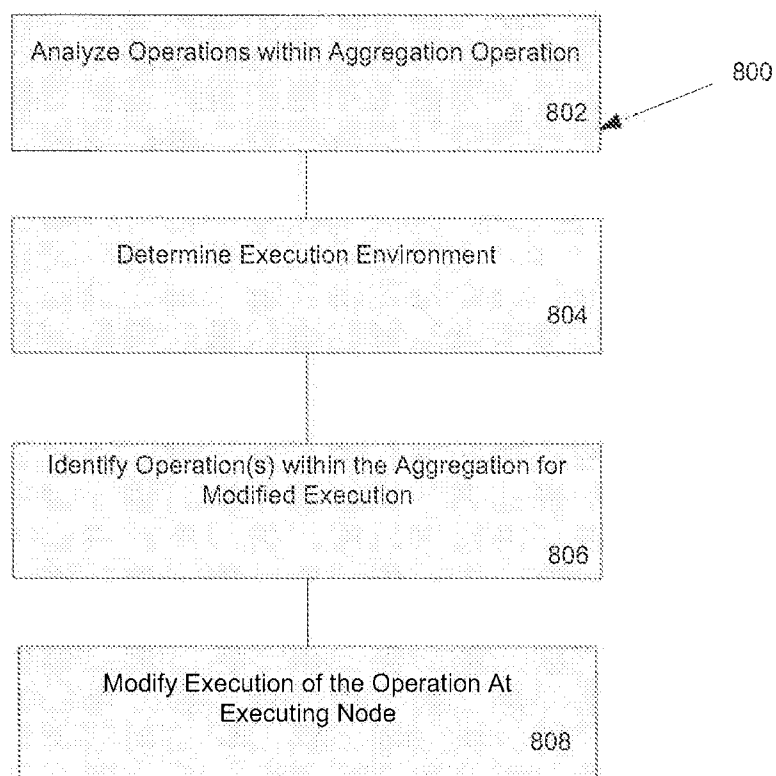 Analyze Operations within Aggregation Operation
802
800
Determine Execution Environment
804
Identify Operation(s) within the Aggregation for
Modified Execution
806
Modify Execution of the Operation At
Executing Node
808